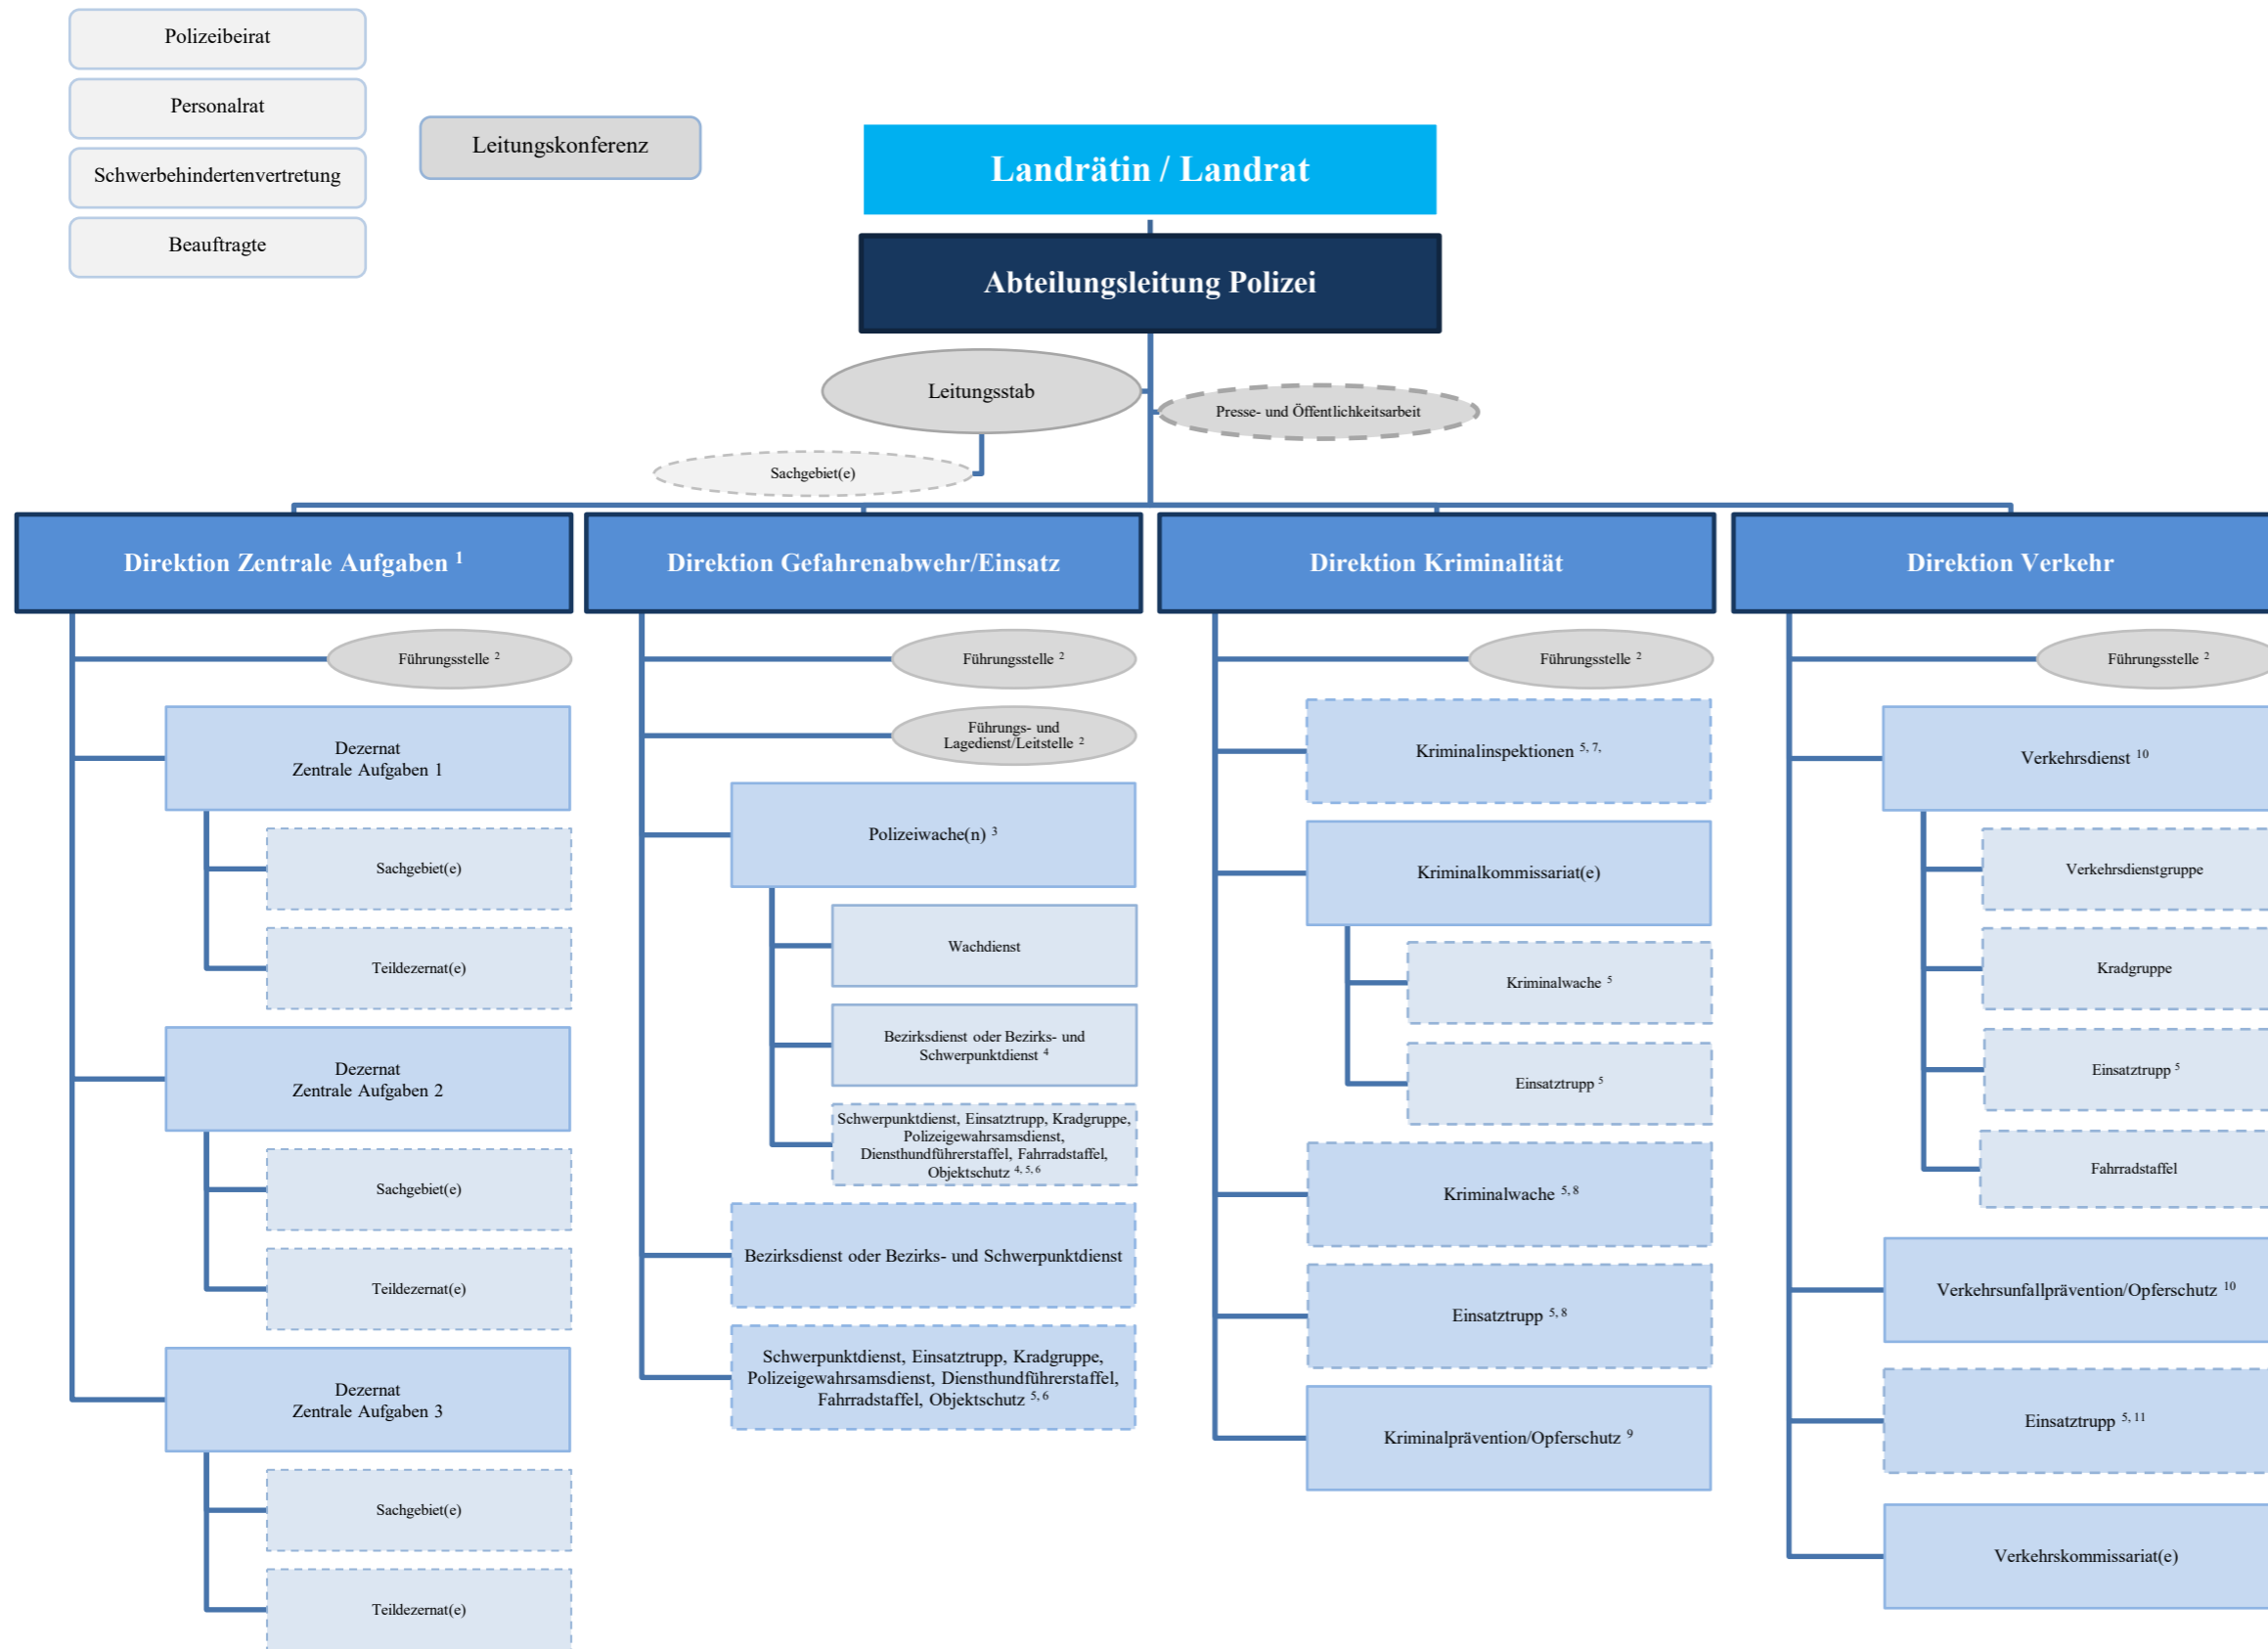 Polizeibeirat
Personalrat
Schwerbehindertenvertretung
Beauftragte
Leitungskonferenz
Landrätin / Landrat
Abteilungsleitung Polizei
Leitungsstab
Presse- und Öffentlichkeitsarbeit
Sachgebiet(e)
Direktion Zentrale Aufgaben ¹
Führungsstelle ²
Dezernat
Zentrale Aufgaben 1
Sachgebiet(e)
Teildezernat(e)
Dezernat
Zentrale Aufgaben 2
Sachgebiet(e)
Teildezernat(e)
Dezernat
Zentrale Aufgaben 3
Sachgebiet(e)
Teildezernat(e)
Direktion Gefahrenabwehr/Einsatz
Führungsstelle ²
Führungs- und
Lagedienst/Leitstelle ²
Polizeiwache(n) ³
Wachdienst
Bezirksdienst oder Bezirks- und
Schwerpunktdienst ⁴
Schwerpunktdienst, Einsatztrupp, Kradgruppe,
Polizeigewahrsamsdienst,
Diensthundführerstaffel, Fahrradstaffel,
Objektschutz ⁴, ⁵, ⁶
Bezirksdienst oder Bezirks- und Schwerpunktdienst
Schwerpunktdienst, Einsatztrupp, Kradgruppe,
Polizeigewahrsamsdienst, Diensthundführerstaffel,
Fahrradstaffel, Objektschutz ⁵, ⁶
Direktion Kriminalität
Führungsstelle ²
Kriminalinspektionen ⁵, ⁷,
Kriminalkommissariat(e)
Kriminalwache ⁵
Einsatztrupp ⁵
Kriminalwache ⁵, ⁸
Einsatztrupp ⁵, ⁸
Kriminalprävention/Opferschutz ⁹
Direktion Verkehr
Führungsstelle ²
Verkehrsdienst ¹⁰
Verkehrsdienstgruppe
Kradgruppe
Einsatztrupp ⁵
Fahrradstaffel
Verkehrsunfallprävention/Opferschutz ¹⁰
Einsatztrupp ⁵, ¹¹
Verkehrskommissariat(e)